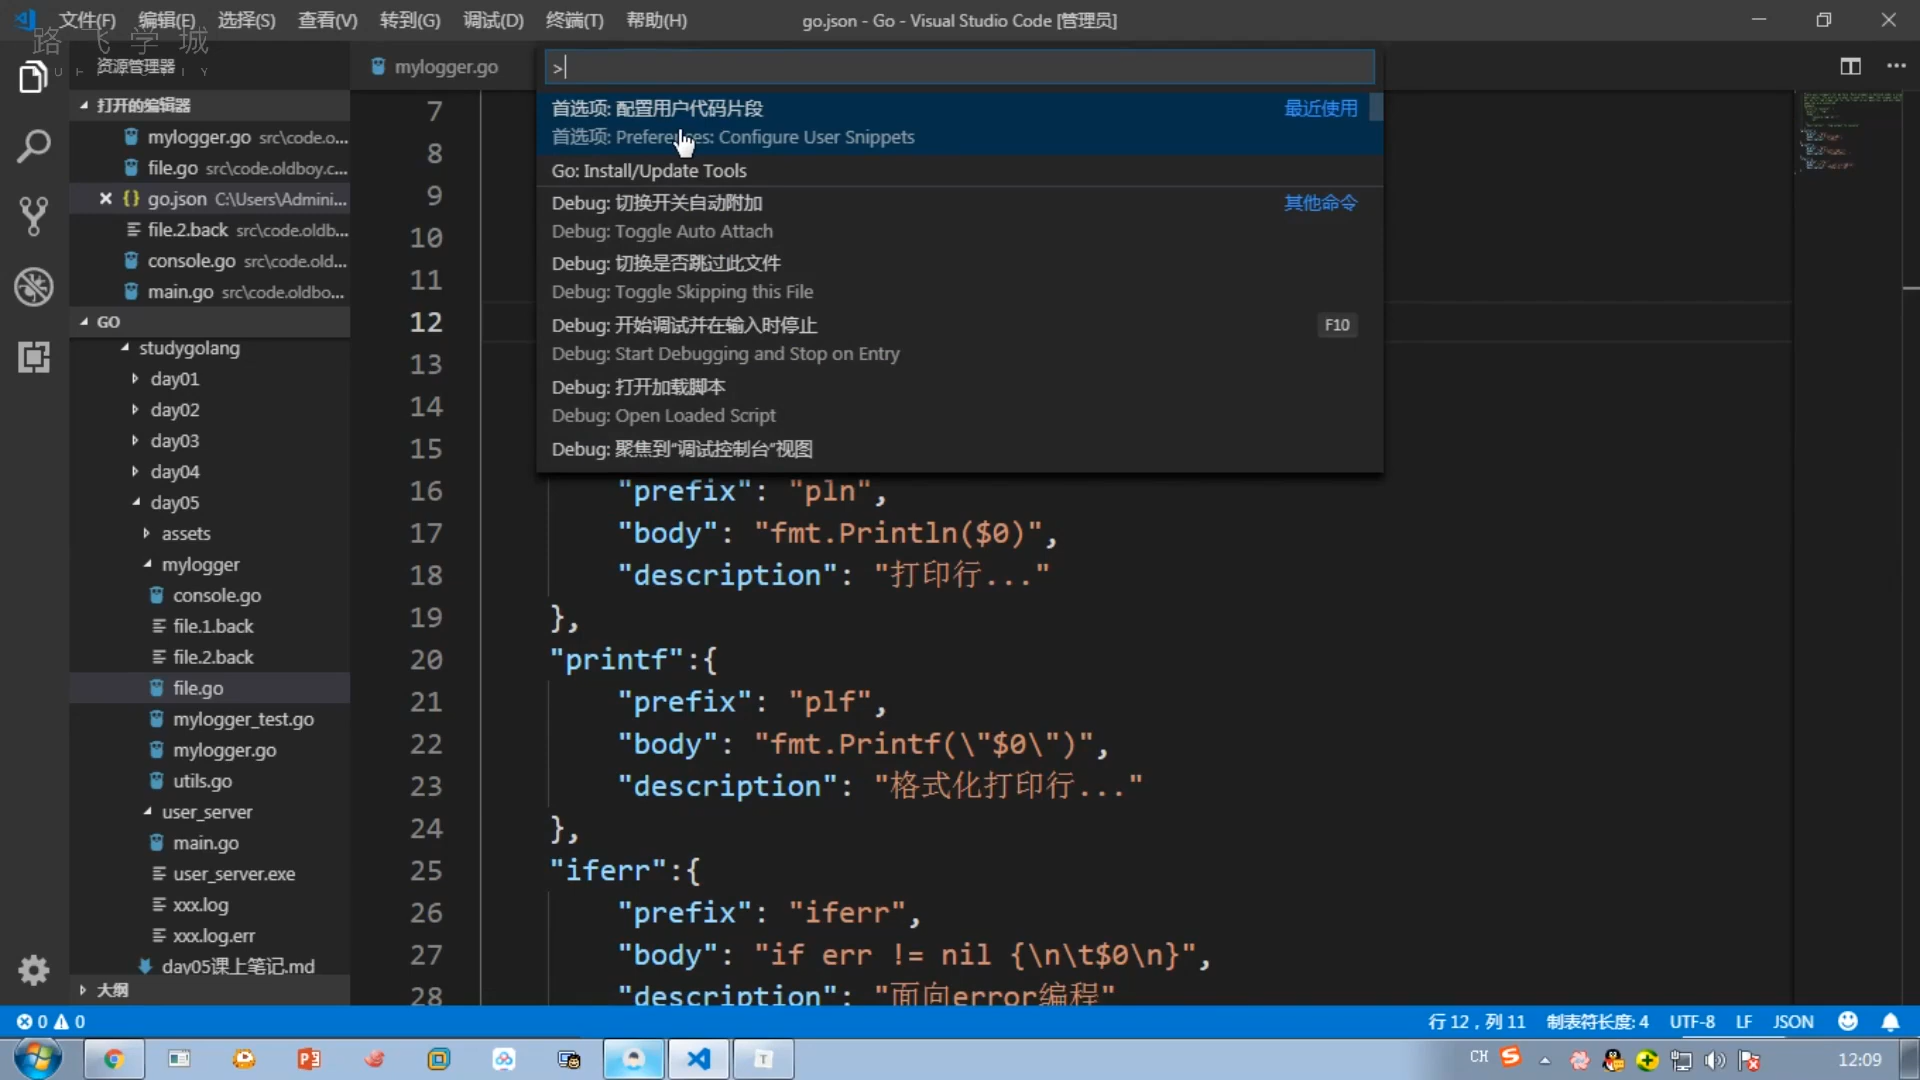 文件(F) 编辑(E) 选择(S) 查看(V) 转到(G) 调试(D) 终端(T) 帮助(H)
go.json - Go - Visual Studio Code [管理员]
路飞学城
资源管理器
打开的编辑器
mylogger.go src\code.o...
file.go src\code.oldboy.c...
go.json C:\Users\Admini...
file.2.back src\code.oldb...
console.go src\code.old...
main.go src\code.oldbo...
GO
studygolang
day01
day02
day03
day04
day05
assets
mylogger
console.go
file.1.back
file.2.back
file.go
mylogger_test.go
mylogger.go
utils.go
user_server
main.go
user_server.exe
xxx.log
xxx.log.err
day05课上笔记.md
大纲
mylogger.go
>
首选项: 配置用户代码片段 最近使用
首选项: Preferences: Configure User Snippets
Go: Install/Update Tools
Debug: 切换开关自动附加 其他命令
Debug: Toggle Auto Attach
Debug: 切换是否跳过此文件
Debug: Toggle Skipping this File
Debug: 开始调试并在输入时停止 F10
Debug: Start Debugging and Stop on Entry
Debug: 打开加载脚本
Debug: Open Loaded Script
Debug: 聚焦到“调试控制台”视图
7
8
9
10
11
12
13
14
15
16 "prefix": "pln",
17 "body": "fmt.Println($0)",
18 "description": "打印行..."
19 },
20 "printf":{
21 "prefix": "plf",
22 "body": "fmt.Printf(\"$0\")",
23 "description": "格式化打印行..."
24 },
25 "iferr":{
26 "prefix": "iferr",
27 "body": "if err != nil {\n\t$0\n}",
28 "description": "面向error编程"
0 0
行 12，列 11 制表符长度: 4 UTF-8 LF JSON
CH
12:09